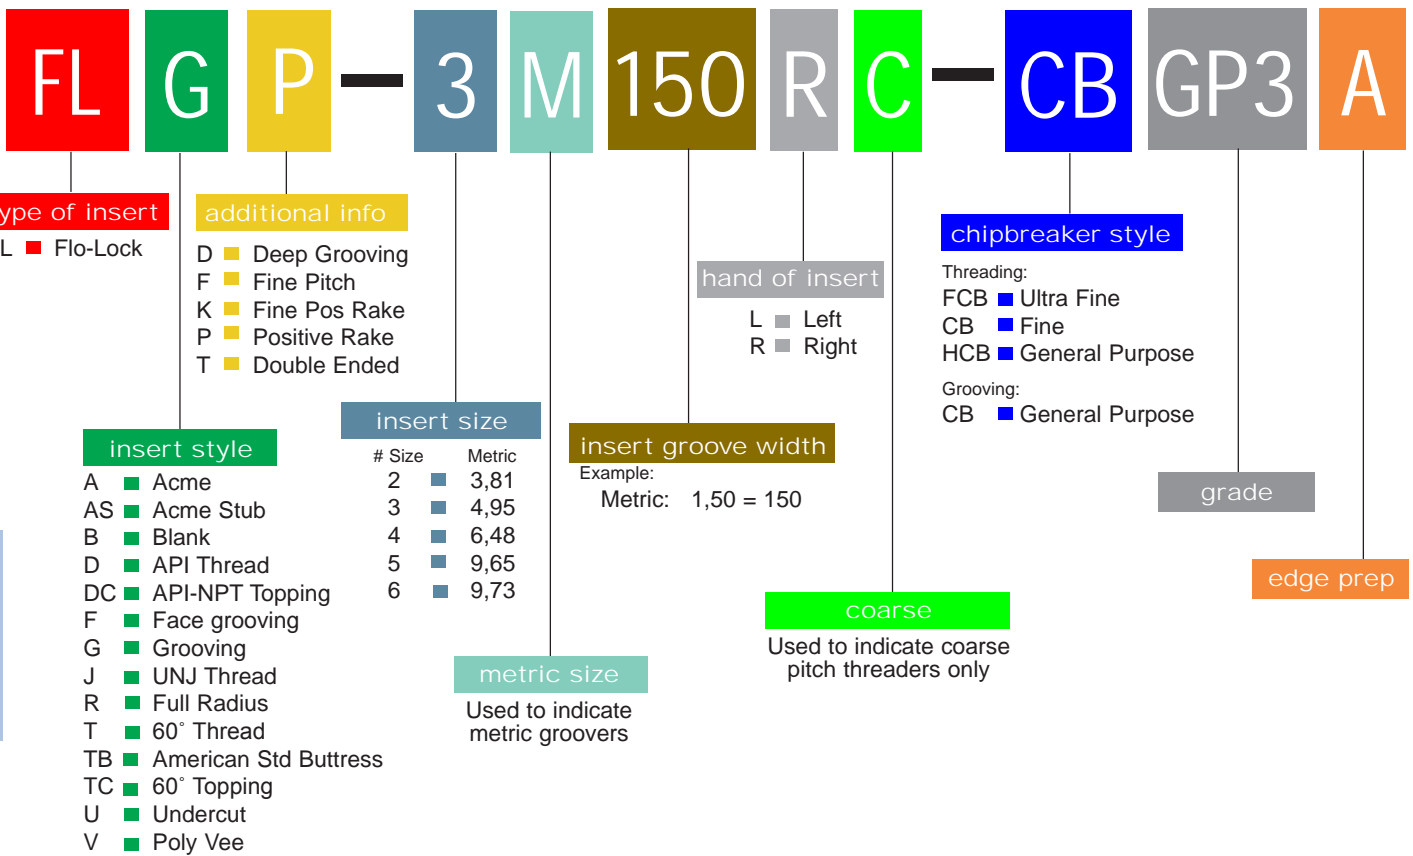 FL G P - 3 M 150 R C - CB GP3 A
ype of insert
L Flo-Lock
additional info
D Deep Grooving
F Fine Pitch
K Fine Pos Rake
P Positive Rake
T Double Ended
hand of insert
L Left
R Right
chipbreaker style
Threading:
FCB Ultra Fine
CB Fine
HCB General Purpose
Grooving:
CB General Purpose
insert style
A Acme
AS Acme Stub
B Blank
D API Thread
DC API-NPT Topping
F Face grooving
G Grooving
J UNJ Thread
R Full Radius
T 60° Thread
TB American Std Buttress
TC 60° Topping
U Undercut
V Poly Vee
insert size
# Size Metric
2 3,81
3 4,95
4 6,48
5 9,65
6 9,73
insert groove width
Example:
Metric: 1,50 = 150
grade
edge prep
coarse
Used to indicate coarse
pitch threaders only
metric size
Used to indicate
metric groovers